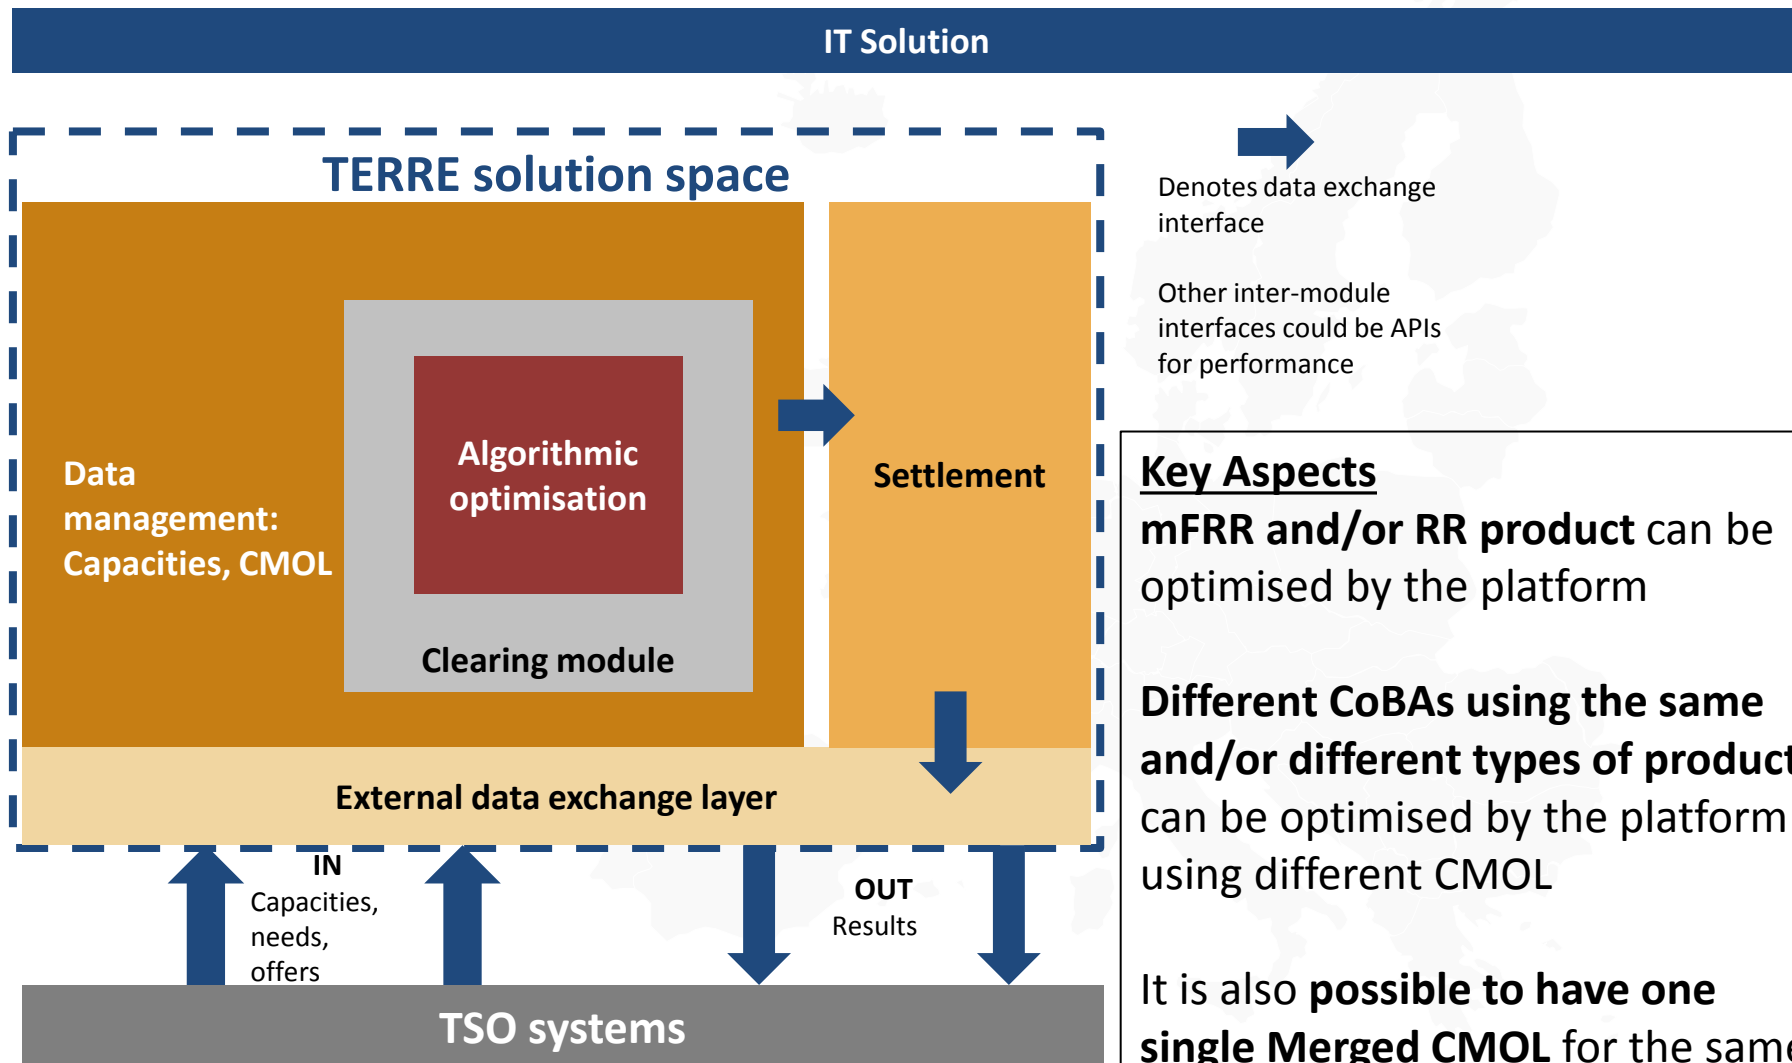 IT Solution
TERRE solution space
Data
management:
Capacities, CMOL
Algorithmic
optimisation
Clearing module
Settlement
External data exchange layer
IN
Capacities,
needs,
offers
OUT
Results
TSO systems
Denotes data exchange
interface
Other inter-module
interfaces could be APIs
for performance
Key Aspects
mFRR and/or RR product can be
optimised by the platform
Different CoBAs using the same
and/or different types of product
can be optimised by the platform
using different CMOL
It is also possible to have one
single Merged CMOL for the same